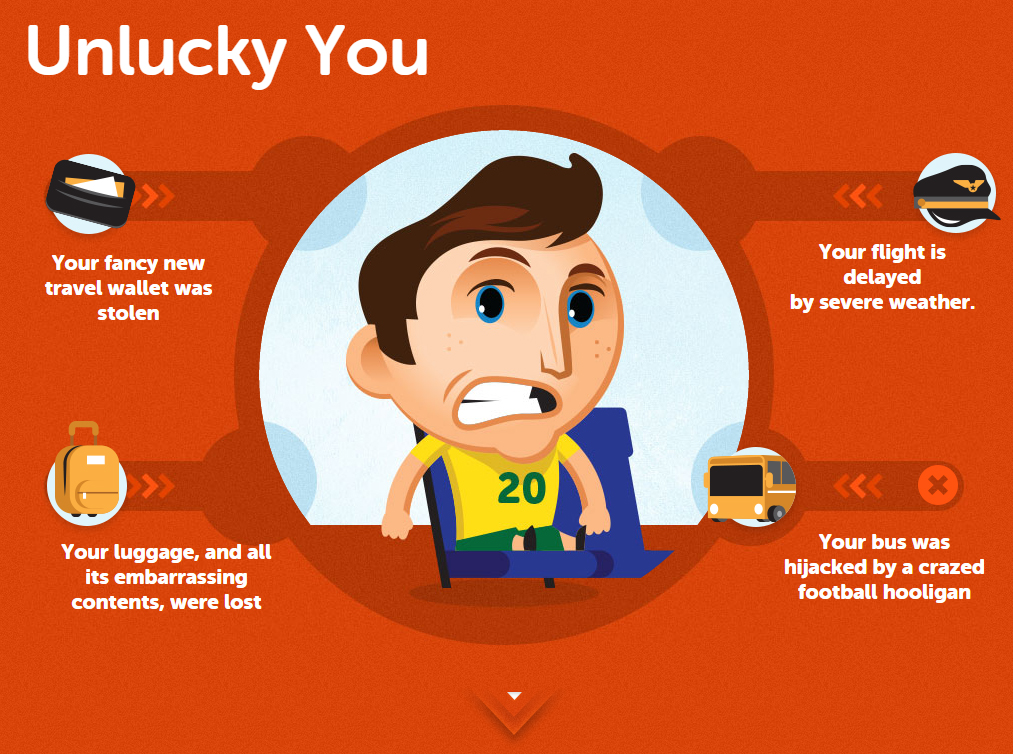 Unlucky You
Your fancy new
travel wallet was
stolen
Your flight is
delayed
by severe weather.
20
Your luggage, and all
its embarrassing
contents, were lost
Your bus was
hijacked by a crazed
football hooligan